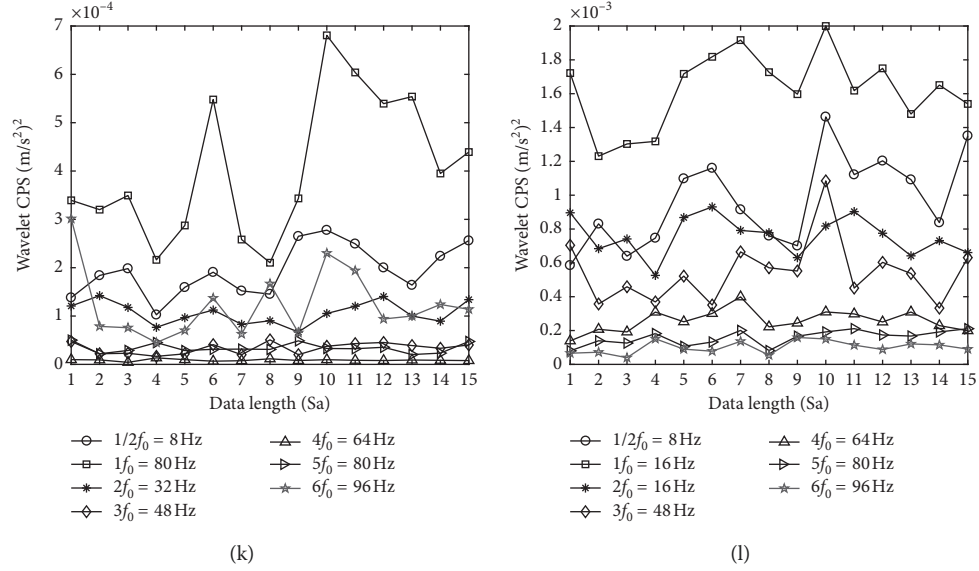 ×10⁻⁴
7
6
5
4
3
2
1
0
Wavelet CPS (m/s²)²
1 2 3 4 5 6 7 8 9 10 11 12 13 14 15
Data length (Sa)
1/2f₀ = 8 Hz
1f₀ = 80 Hz
2f₀ = 32 Hz
3f₀ = 48 Hz
4f₀ = 64 Hz
5f₀ = 80 Hz
6f₀ = 96 Hz
(k)
×10⁻³
2
1.8
1.6
1.4
1.2
1
0.8
0.6
0.4
0.2
0
Wavelet CPS (m/s²)²
1 2 3 4 5 6 7 8 9 10 11 12 13 14 15
Data length (Sa)
1/2f₀ = 8 Hz
1f₀ = 16 Hz
2f₀ = 16 Hz
3f₀ = 48 Hz
4f₀ = 64 Hz
5f₀ = 80 Hz
6f₀ = 96 Hz
(l)